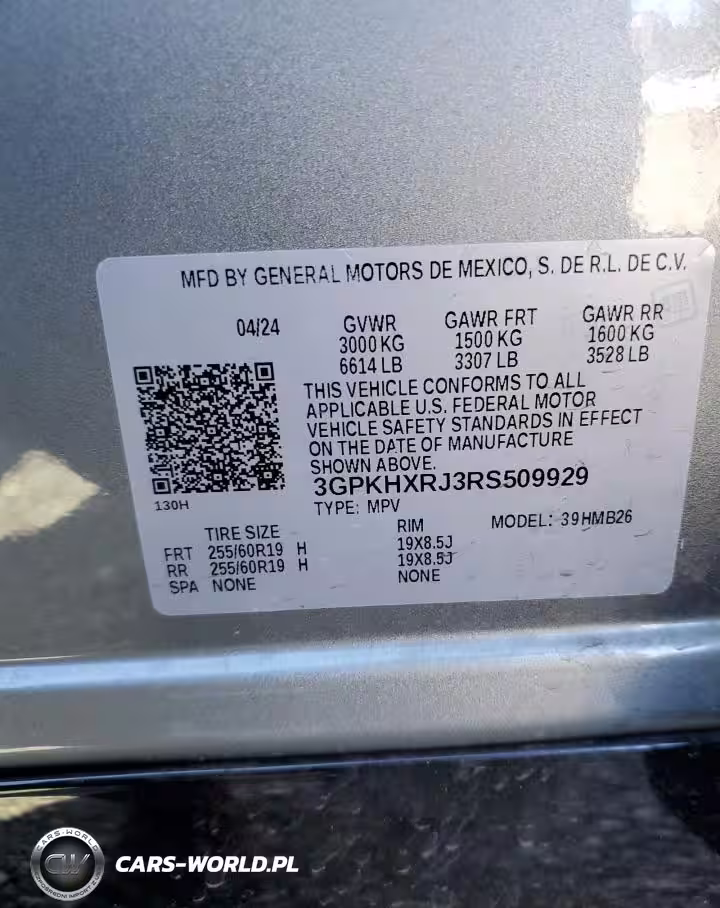 MFD BY GENERAL MOTORS DE MEXICO, S. DE R.L. DE C.V.
04/24
GVWR
3000 KG
6614 LB
GAWR FRT
1500 KG
3307 LB
GAWR RR
1600 KG
3528 LB
THIS VEHICLE CONFORMS TO ALL
APPLICABLE U.S. FEDERAL MOTOR
VEHICLE SAFETY STANDARDS IN EFFECT
ON THE DATE OF MANUFACTURE
SHOWN ABOVE.
3GPKHXRJ3RS509929
130H
TYPE: MPV
MODEL: 39HMB26
TIRE SIZE RIM
FRT 255/60R19 H 19X8.5J
RR 255/60R19 H 19X8.5J
SPA NONE NONE
CARS-WORLD
CW
CARS-WORLD.PL